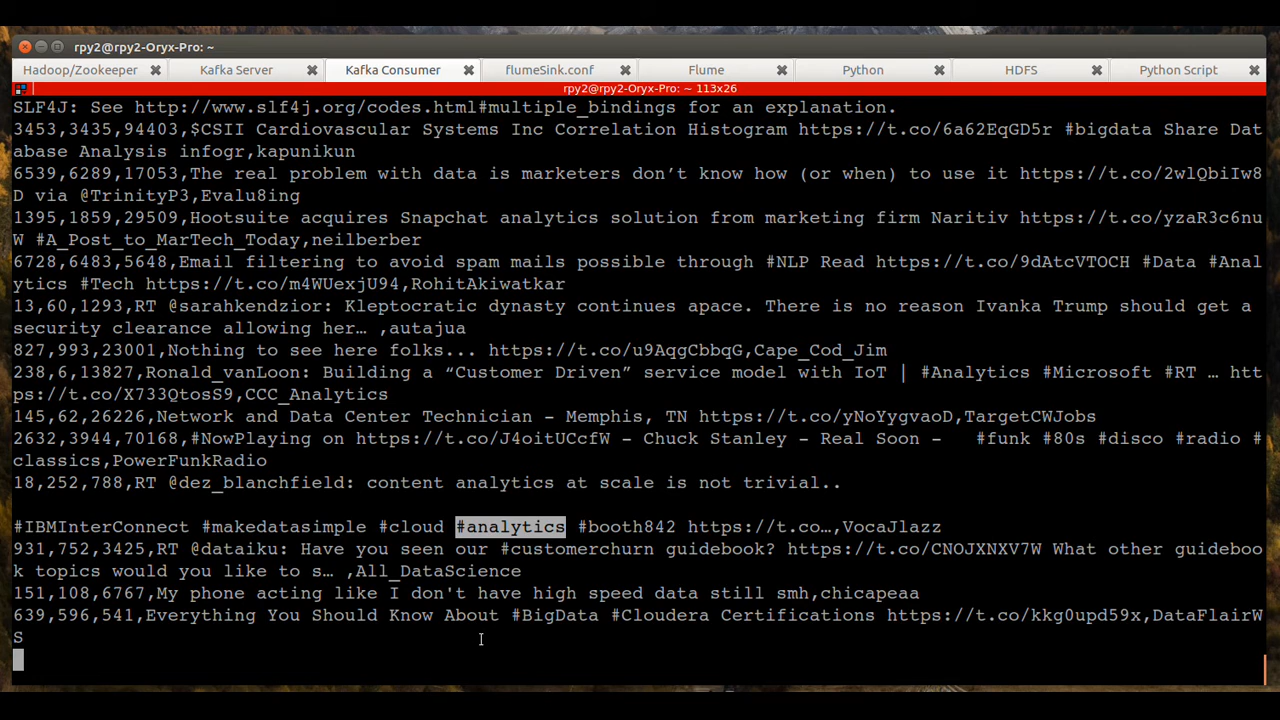 rpy2@rpy2-Oryx-Pro: ~
Hadoop/Zookeeper Kafka Server Kafka Consumer flumeSink.conf Flume Python HDFS Python Script
rpy2@rpy2-Oryx-Pro: ~ 113x26
SLF4J: See http://www.slf4j.org/codes.html#multiple_bindings for an explanation.
3453,3435,94403,$CSII Cardiovascular Systems Inc Correlation Histogram https://t.co/6a62EqGD5r #bigdata Share Dat
abase Analysis infogr,kapunikun
6539,6289,17053,The real problem with data is marketers don’t know how (or when) to use it https://t.co/2wlQbiIw8
D via @TrinityP3,Evalu8ing
1395,1859,29509,Hootsuite acquires Snapchat analytics solution from marketing firm Naritiv https://t.co/yzaR3c6nu
W #A_Post_to_MarTech_Today,neilberber
6728,6483,5648,Email filtering to avoid spam mails possible through #NLP Read https://t.co/9dAtcVTOCH #Data #Anal
ytics #Tech https://t.co/m4WUexjU94,RohitAkiwatkar
13,60,1293,RT @sarahkendzior: Kleptocratic dynasty continues apace. There is no reason Ivanka Trump should get a
security clearance allowing her… ,autajua
827,993,23001,Nothing to see here folks... https://t.co/u9AqgCbbqG,Cape_Cod_Jim
238,6,13827,Ronald_vanLoon: Building a “Customer Driven” service model with IoT | #Analytics #Microsoft #RT … htt
ps://t.co/X733QtosS9,CCC_Analytics
145,62,26226,Network and Data Center Technician - Memphis, TN https://t.co/yNoYygvaoD,TargetCWJobs
2632,3944,70168,#NowPlaying on https://t.co/J4oitUCcfW - Chuck Stanley - Real Soon -   #funk #80s #disco #radio #
classics,PowerFunkRadio
18,252,788,RT @dez_blanchfield: content analytics at scale is not trivial..
#IBMInterConnect #makedatasimple #cloud #analytics #booth842 https://t.co…,VocaJlazz
931,752,3425,RT @dataiku: Have you seen our #customerchurn guidebook? https://t.co/CNOJXNXV7W What other guideboo
k topics would you like to s… ,All_DataScience
151,108,6767,My phone acting like I don't have high speed data still smh,chicapeaa
639,596,541,Everything You Should Know About #BigData #Cloudera Certifications https://t.co/kkg0upd59x,DataFlairW
S